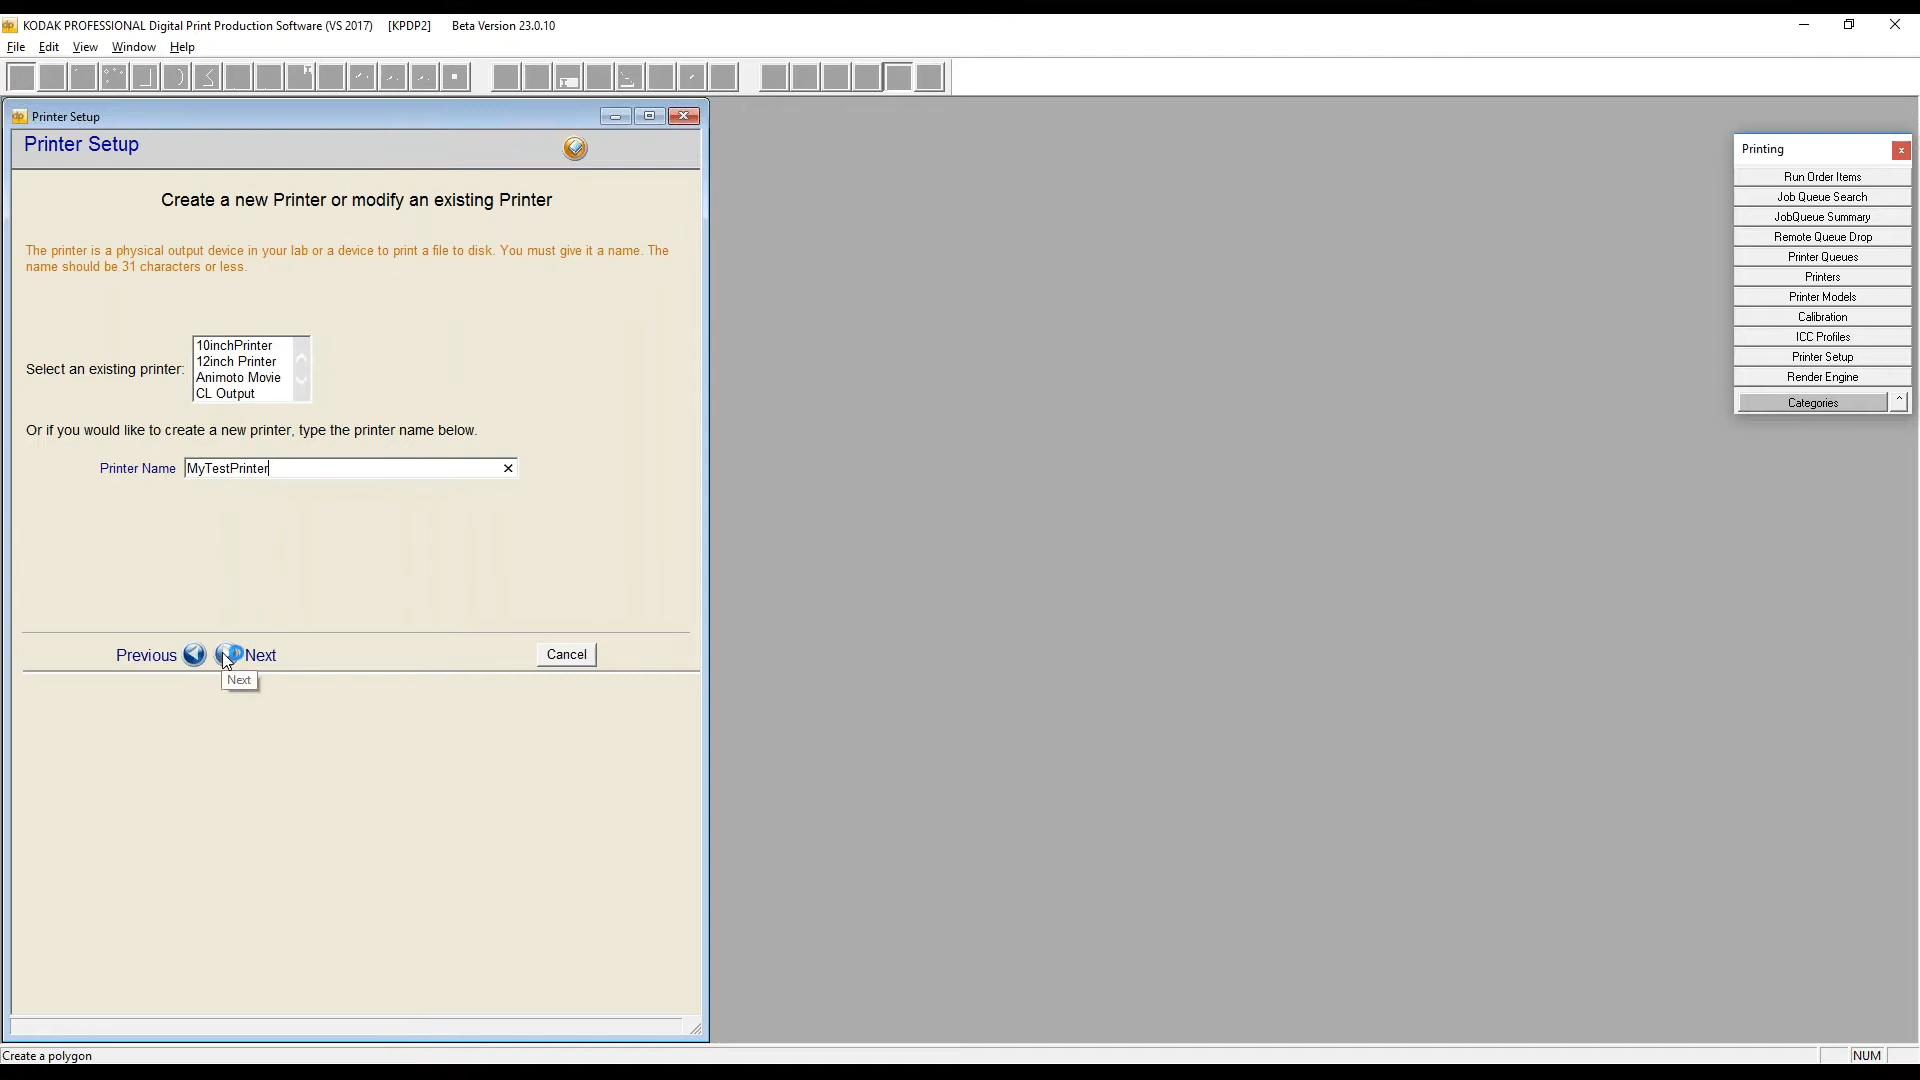 KODAK PROFESSIONAL Digital Print Production Software (VS 2017) [KPDP2] Beta Version 23.0.10
File Edit View Window Help
Printer Setup
Printer Setup
Create a new Printer or modify an existing Printer
The printer is a physical output device in your lab or a device to print a file to disk. You must give it a name. The
name should be 31 characters or less.
Select an existing printer:
10inchPrinter
12inch Printer
Animoto Movie
CL Output
Or if you would like to create a new printer, type the printer name below.
Printer Name MyTestPrinter
Previous Next Cancel
Next
Printing
Run Order Items
Job Queue Search
JobQueue Summary
Remote Queue Drop
Printer Queues
Printers
Printer Models
Calibration
ICC Profiles
Printer Setup
Render Engine
Categories
Create a polygon NUM